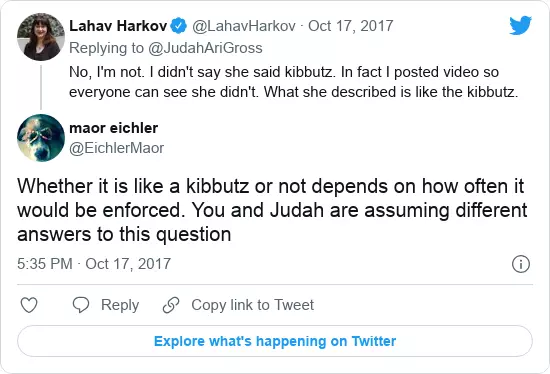 Lahav Harkov @LahavHarkov · Oct 17, 2017
Replying to @JudahAriGross
No, I'm not. I didn't say she said kibbutz. In fact I posted video so
everyone can see she didn't. What she described is like the kibbutz.
maor eichler
@EichlerMaor
Whether it is like a kibbutz or not depends on how often it
would be enforced. You and Judah are assuming different
answers to this question
5:35 PM · Oct 17, 2017
Reply Copy link to Tweet
Explore what's happening on Twitter